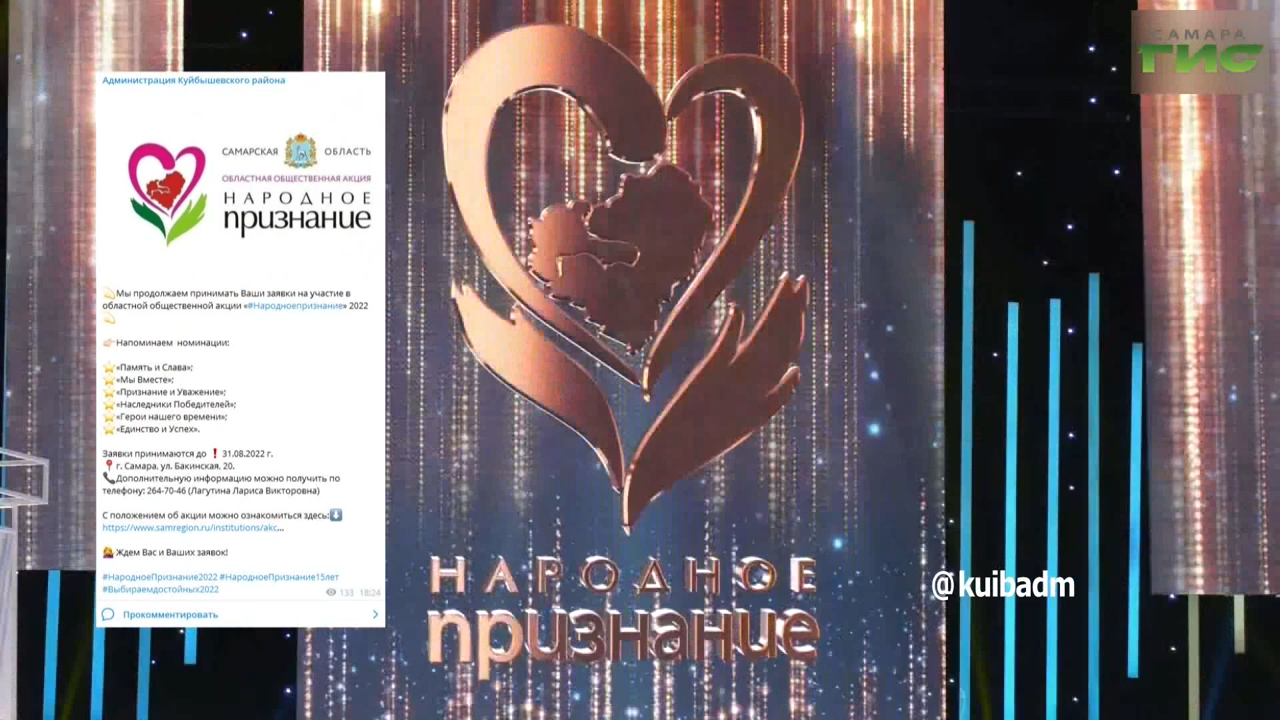 САМАРА
ГИС
Администрация Куйбышевского района
САМАРСКАЯ ОБЛАСТЬ
ОБЛАСТНАЯ ОБЩЕСТВЕННАЯ АКЦИЯ
НАРОДНОЕ
признание
💫Мы продолжаем принимать Ваши заявки на участие в
областной общественной акции «#Народноепризнание» 2022
💫
👉🏻Напоминаем номинации:
⭐«Память и Слава»;
⭐«Мы Вместе»;
⭐«Признание и Уважение»;
⭐«Наследники Победителей»;
⭐«Герои нашего времени»;
⭐«Единство и Успех».
Заявки принимаются до ❗ 31.08.2022 г.
📍 г. Самара, ул. Бакинская, 20.
📞Дополнительную информацию можно получить по
телефону: 264-70-46 (Лагутина Лариса Викторовна)
С положением об акции можно ознакомиться здесь:⬇
https://www.samregion.ru/institutions/akc...
🙋Ждем Вас и Ваших заявок!
#НародноеПризнание2022 #НародноеПризнание15лет
#Выбираемдостойных2022
133 18:24
Прокомментировать
НАРОДНОЕ
признание
@kuibadm